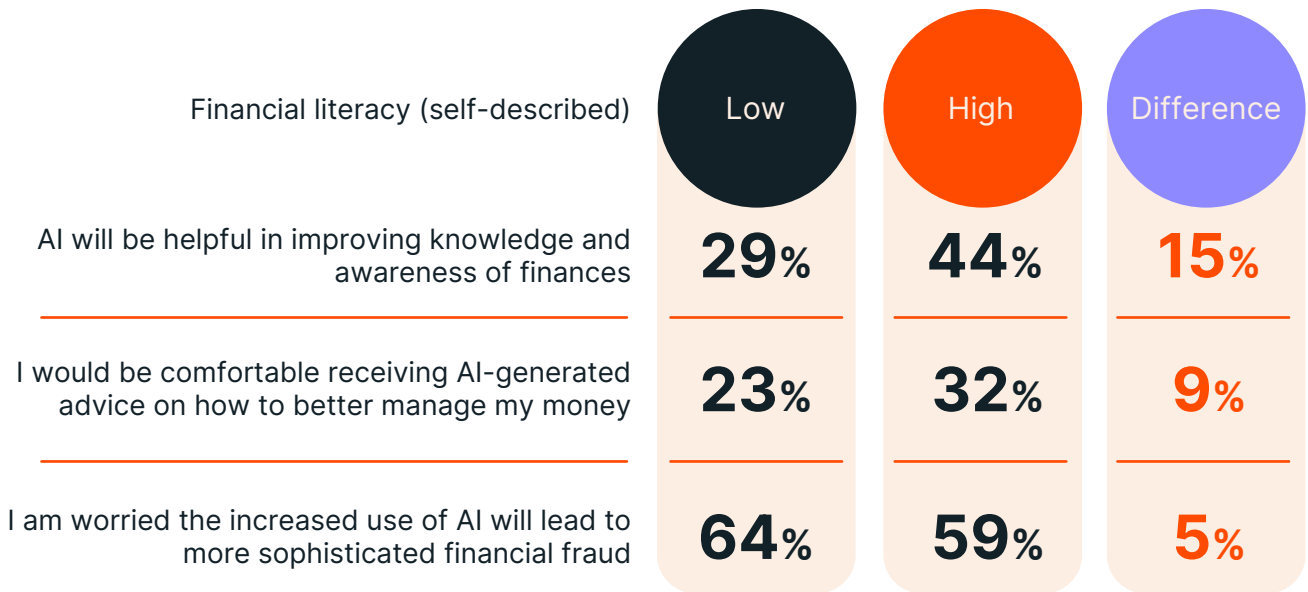 Financial literacy (self-described)
Low
High
Difference
AI will be helpful in improving knowledge and
awareness of finances
29%
44%
15%
I would be comfortable receiving AI-generated
advice on how to better manage my money
23%
32%
9%
I am worried the increased use of AI will lead to
more sophisticated financial fraud
64%
59%
5%